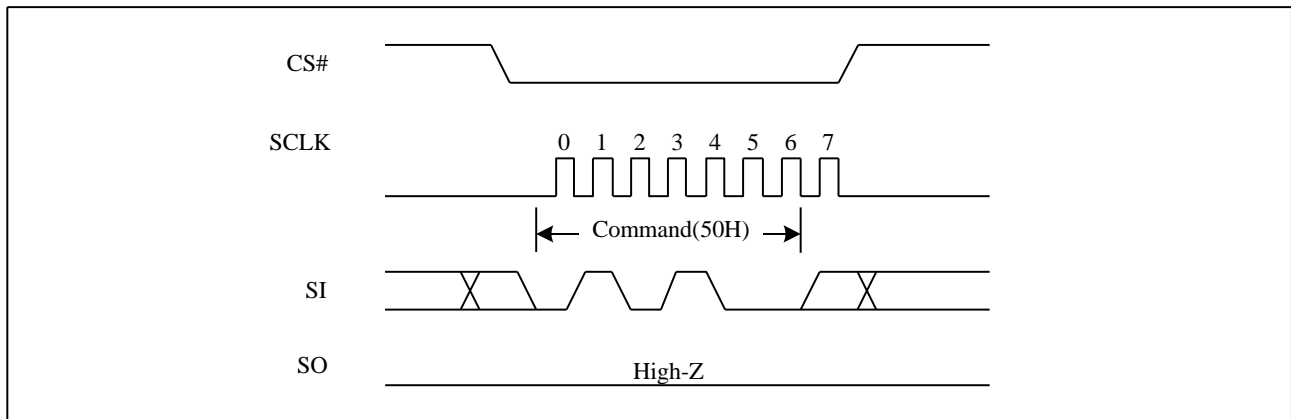 CS#
SCLK
0 1 2 3 4 5 6 7
Command(50H)
SI
SO
High-Z